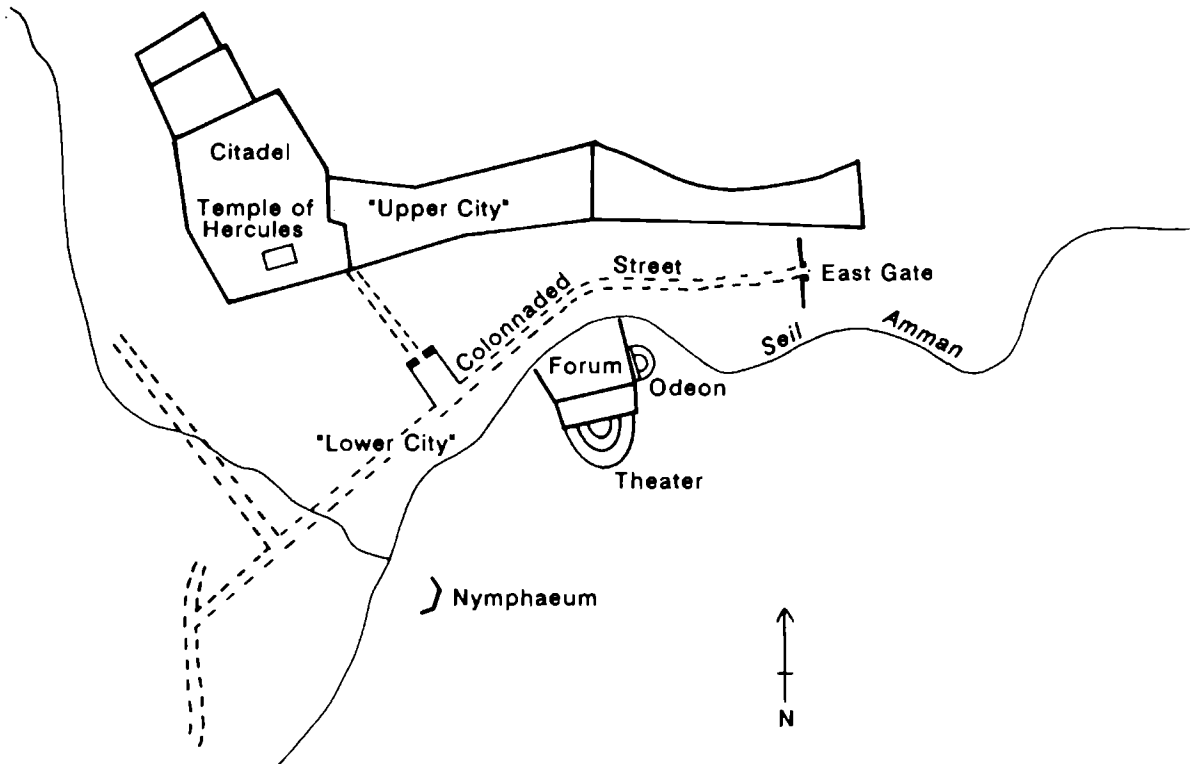 Citadel
Temple of
Hercules
"Upper City"
Colonnaded
Street
East Gate
Seil
Amman
Forum
Odeon
"Lower City"
Theater
Nymphaeum
N